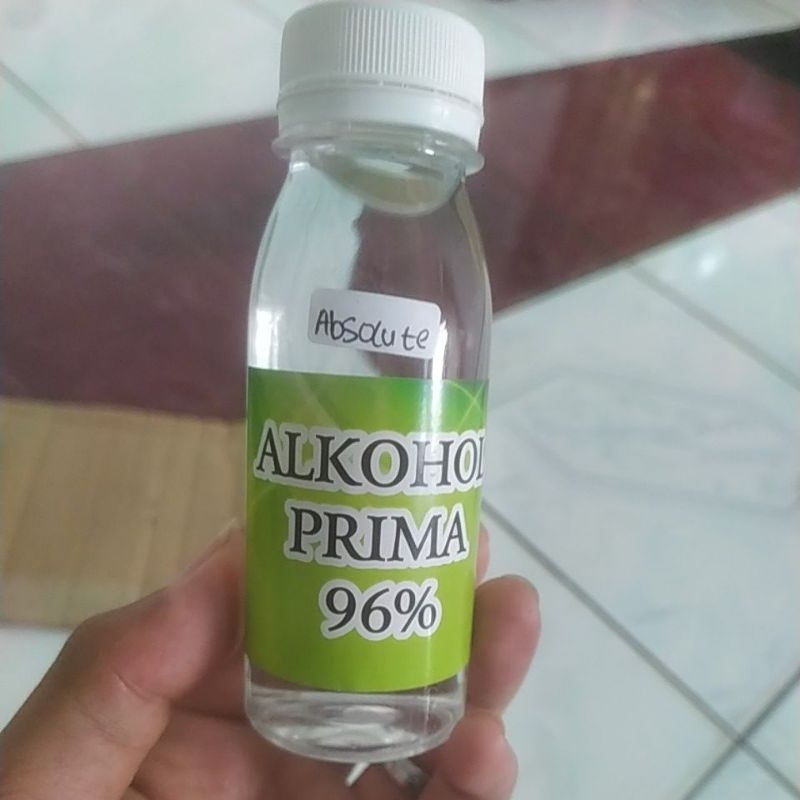 Absolute
ALKOHOL
PRIMA
96%